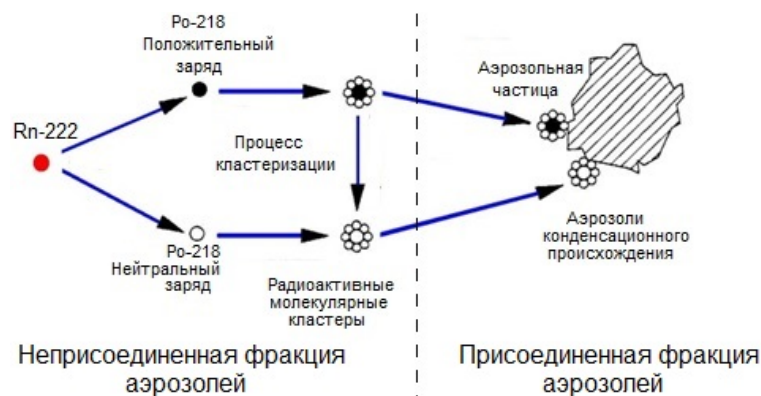 Po-218
Положительный
заряд
Аэрозольная
частица
Rn-222
Процесс
кластеризации
Po-218
Нейтральный
заряд
Радиоактивные
молекулярные
кластеры
Аэрозоли
конденсационного
происхождения
Неприсоединенная фракция
аэрозолей
Присоединенная фракция
аэрозолей